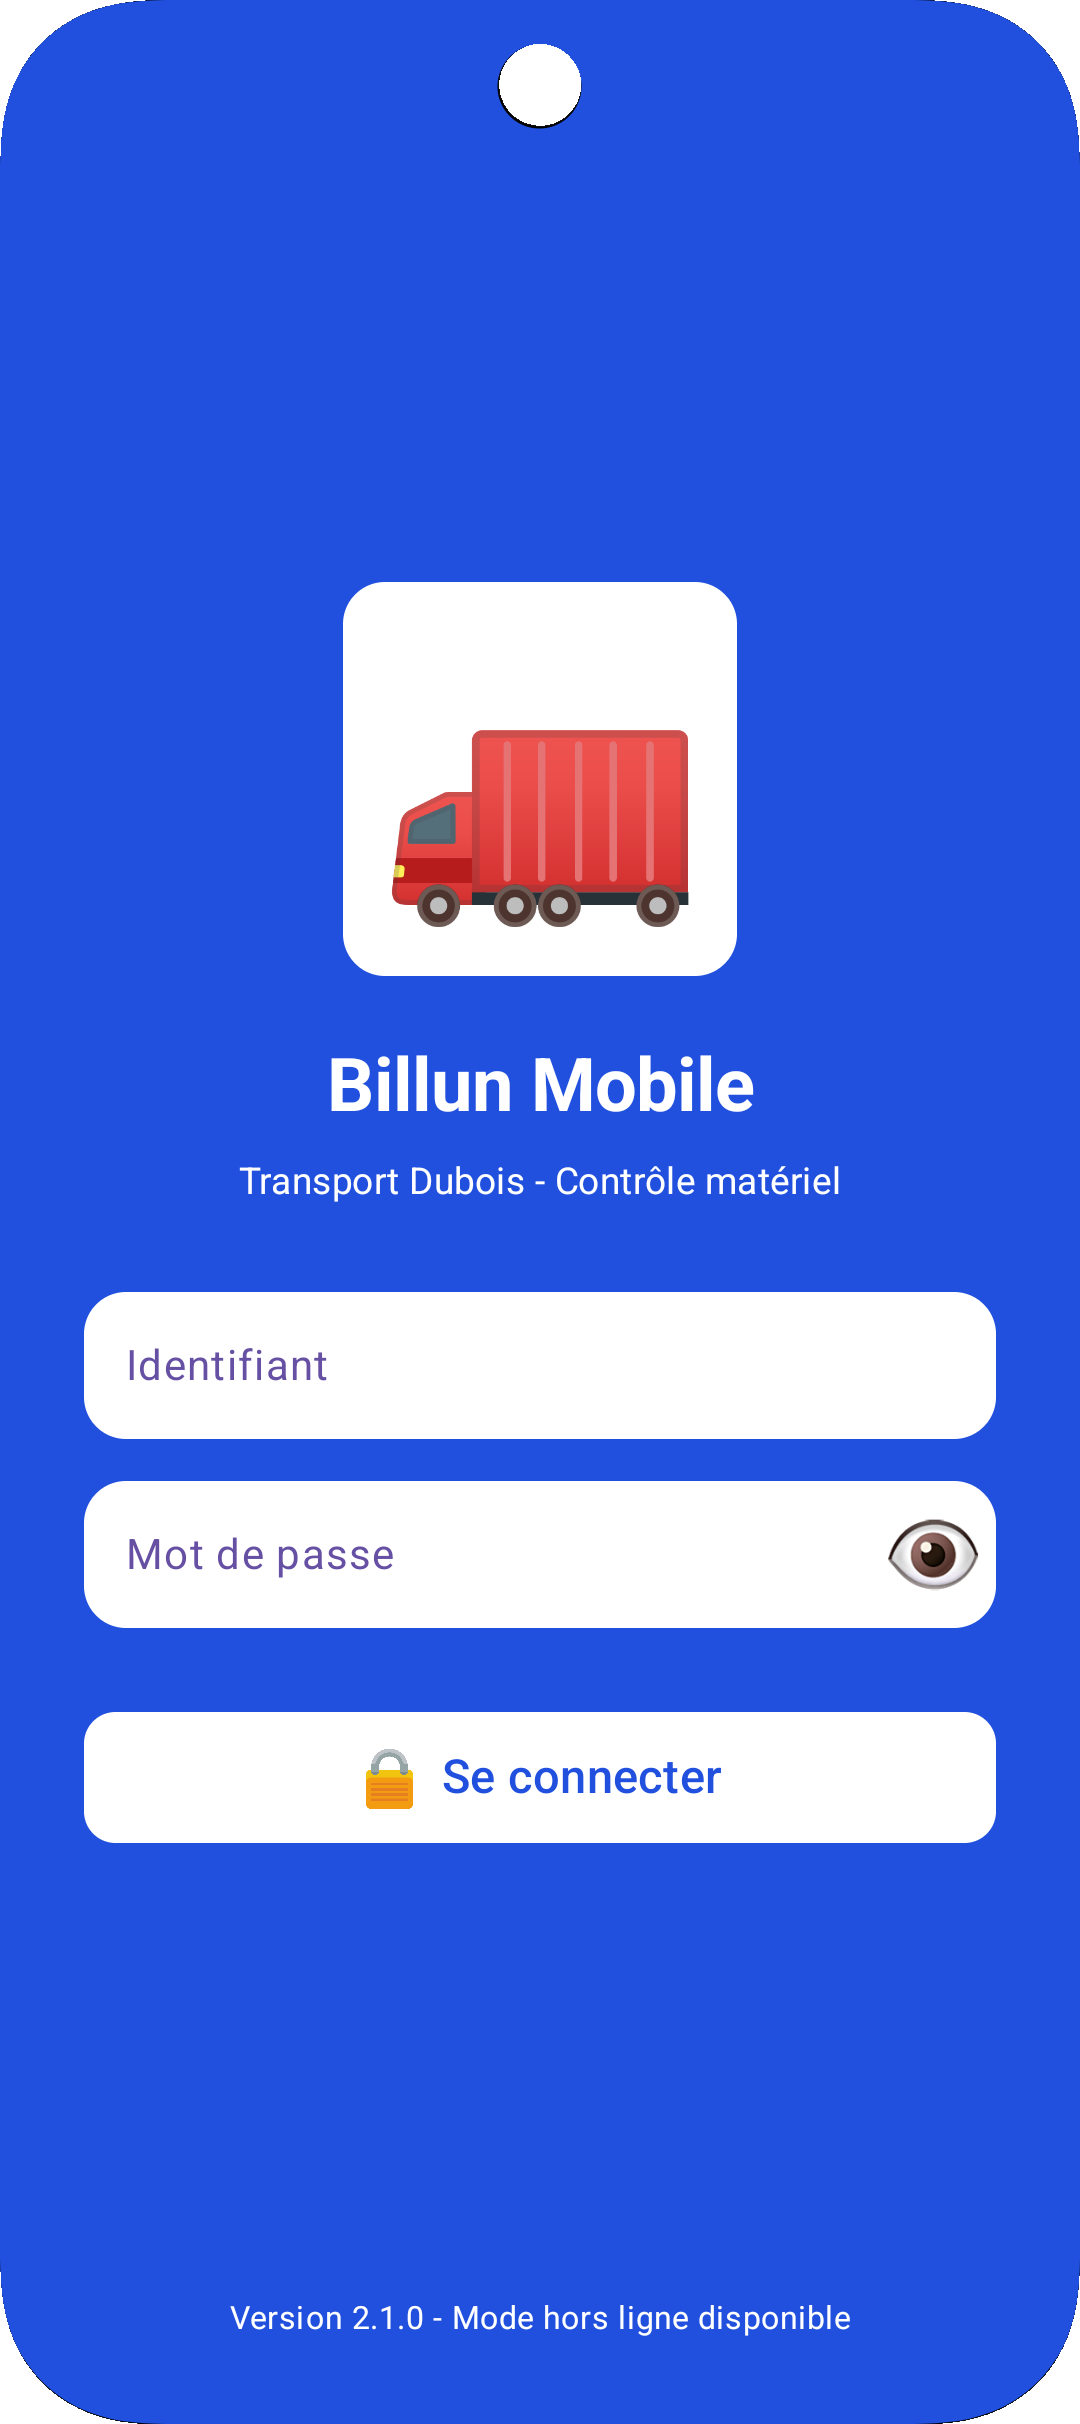 Billun Mobile
Transport Dubois - Contrôle matériel
Identifiant
Mot de passe
Se connecter
Version 2.1.0 - Mode hors ligne disponible